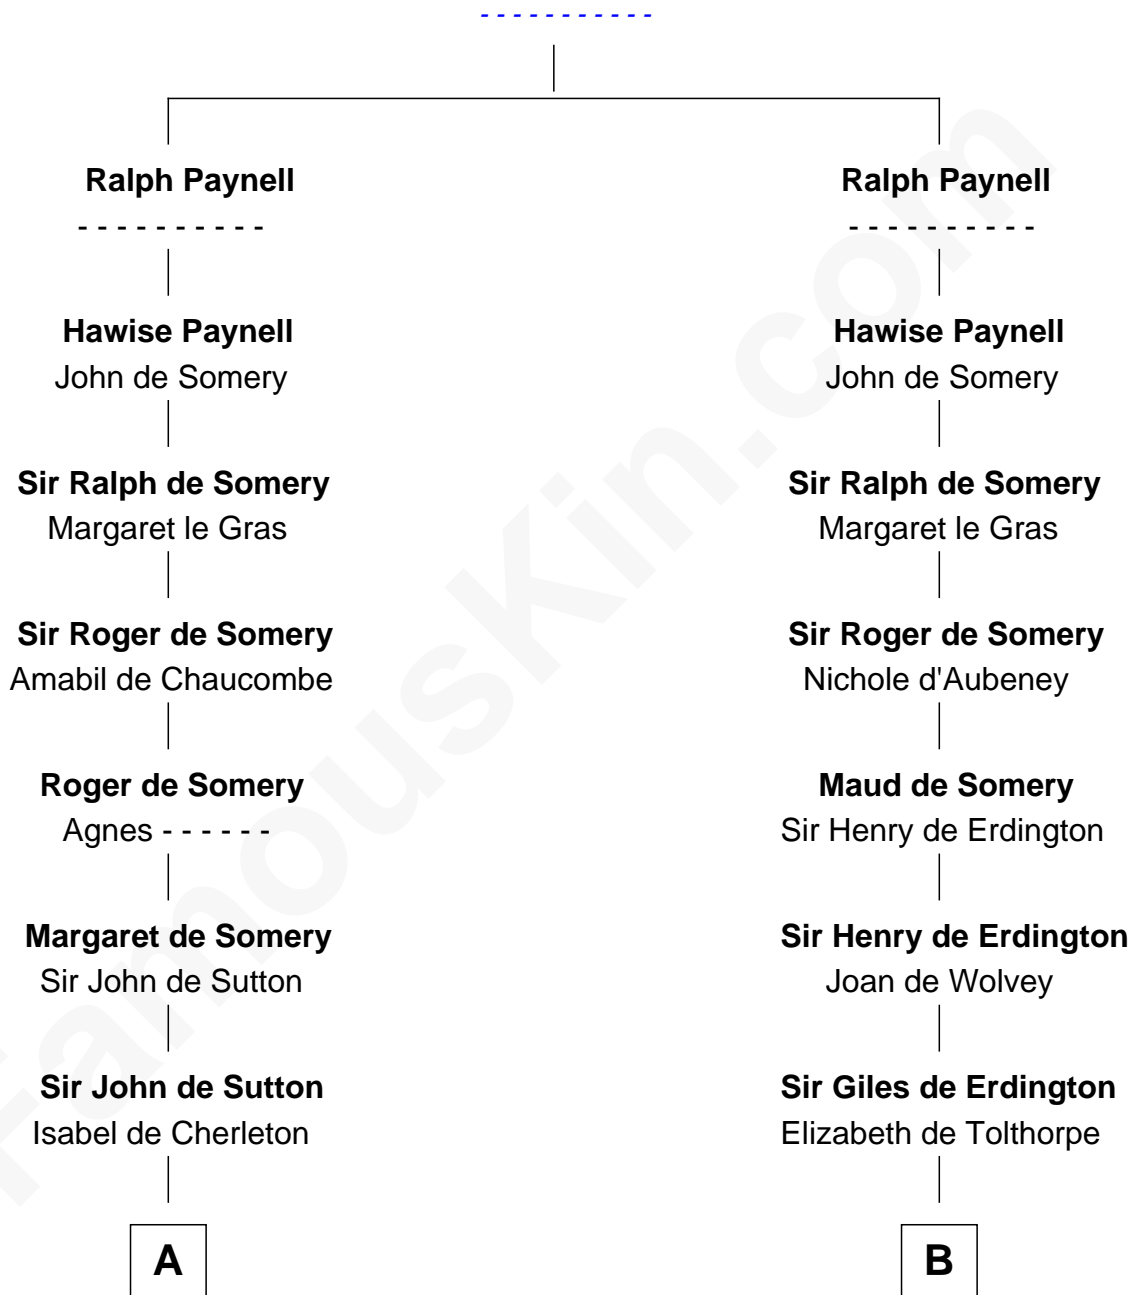 - - - - - - - - - - -
Ralph Paynell
- - - - - - - - - -
Hawise Paynell
John de Somery
Sir Ralph de Somery
Margaret le Gras
Sir Roger de Somery
Amabil de Chaucombe
Roger de Somery
Agnes - - - - - -
Margaret de Somery
Sir John de Sutton
Sir John de Sutton
Isabel de Cherleton
A
Ralph Paynell
- - - - - - - - - -
Hawise Paynell
John de Somery
Sir Ralph de Somery
Margaret le Gras
Sir Roger de Somery
Nichole d'Aubeney
Maud de Somery
Sir Henry de Erdington
Sir Henry de Erdington
Joan de Wolvey
Sir Giles de Erdington
Elizabeth de Tolthorpe
B
FamousKin.com